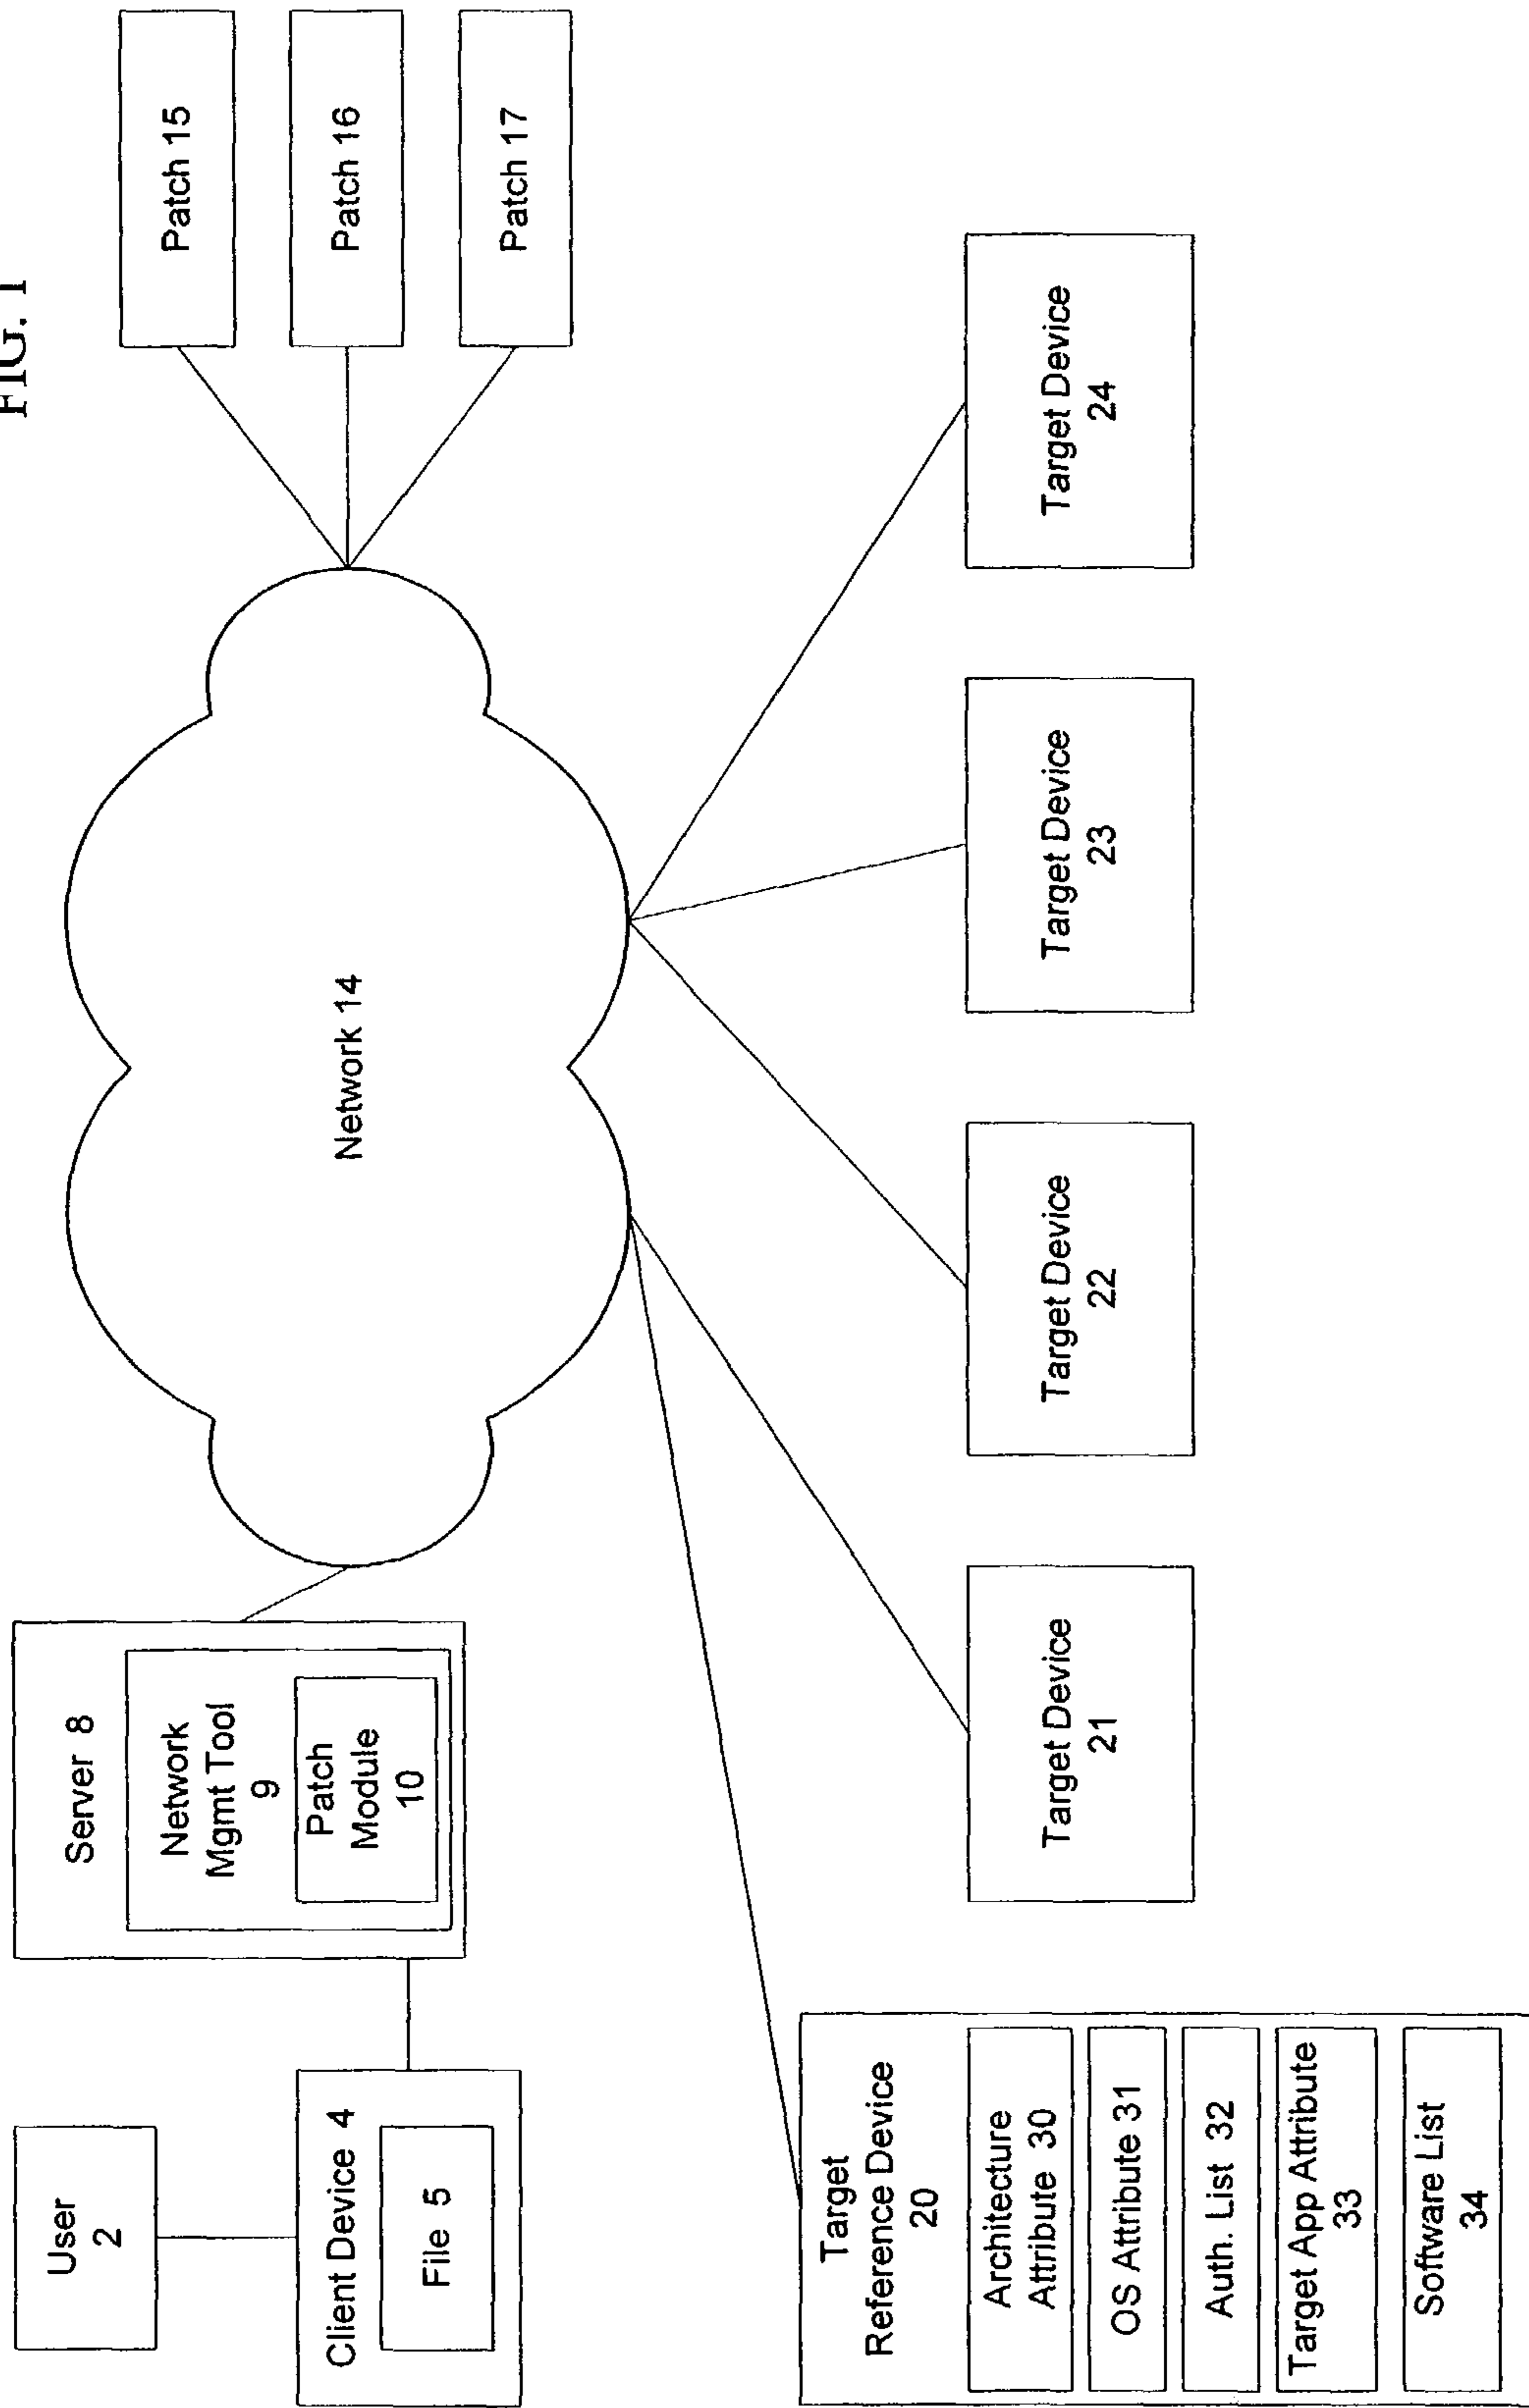 FIG. 1
User
2
Client Device 4
File 5
Server 8
Network
Mgmt Tool
9
Patch
Module
10
Network 14
Patch 15
Patch 16
Patch 17
Target
Reference Device
20
Architecture
Attribute 30
OS Attribute 31
Auth. List 32
Target App Attribute
33
Software List
34
Target Device
21
Target Device
22
Target Device
23
Target Device
24